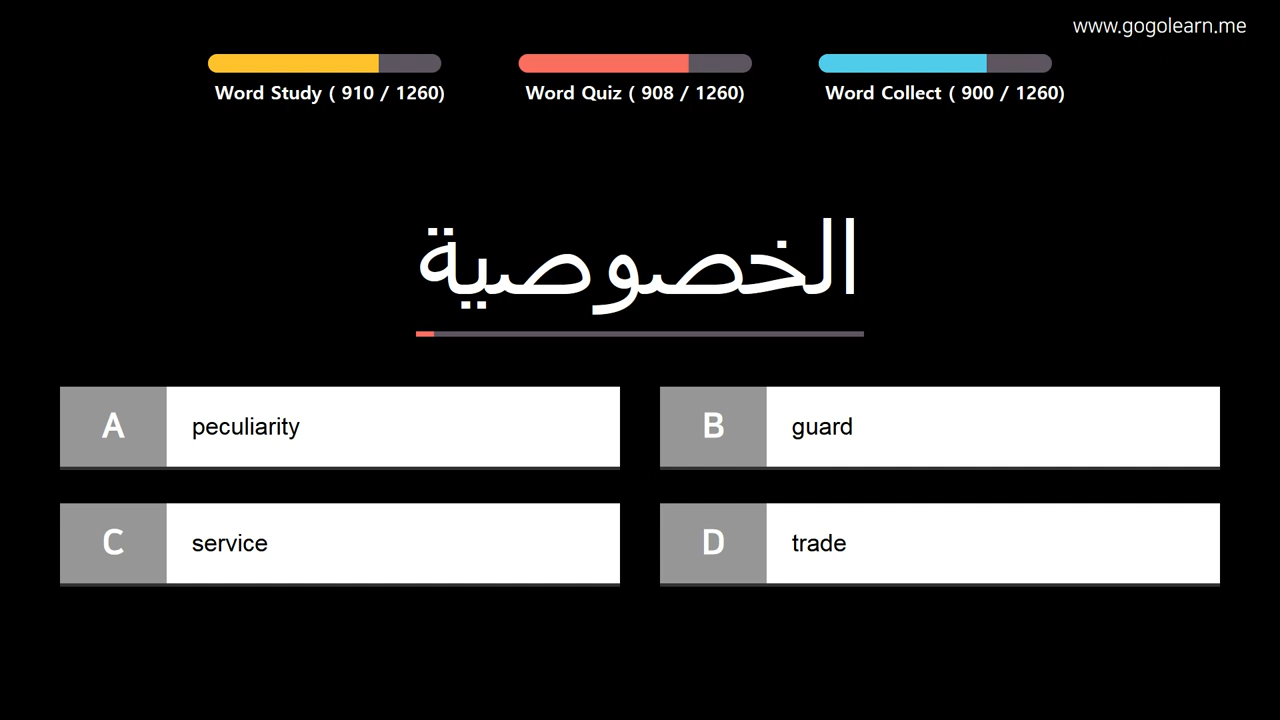 www.gogolearn.me
Word Study ( 910 / 1260)
Word Quiz ( 908 / 1260)
Word Collect ( 900 / 1260)
الخصوصية
A peculiarity
B guard
C service
D trade